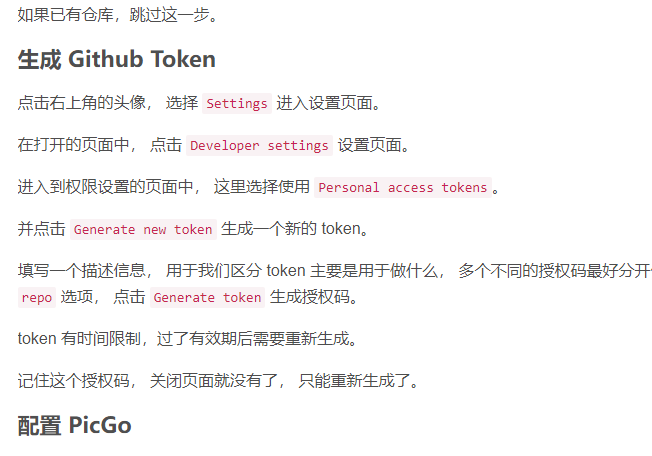 如果已有仓库，跳过这一步。
生成 Github Token
点击右上角的头像， 选择 Settings 进入设置页面。
在打开的页面中， 点击 Developer settings 设置页面。
进入到权限设置的页面中， 这里选择使用 Personal access tokens。
并点击 Generate new token 生成一个新的 token。
填写一个描述信息， 用于我们区分 token 主要是用于做什么， 多个不同的授权码最好分开
repo 选项， 点击 Generate token 生成授权码。
token 有时间限制，过了有效期后需要重新生成。
记住这个授权码， 关闭页面就没有了， 只能重新生成了。
配置 PicGo